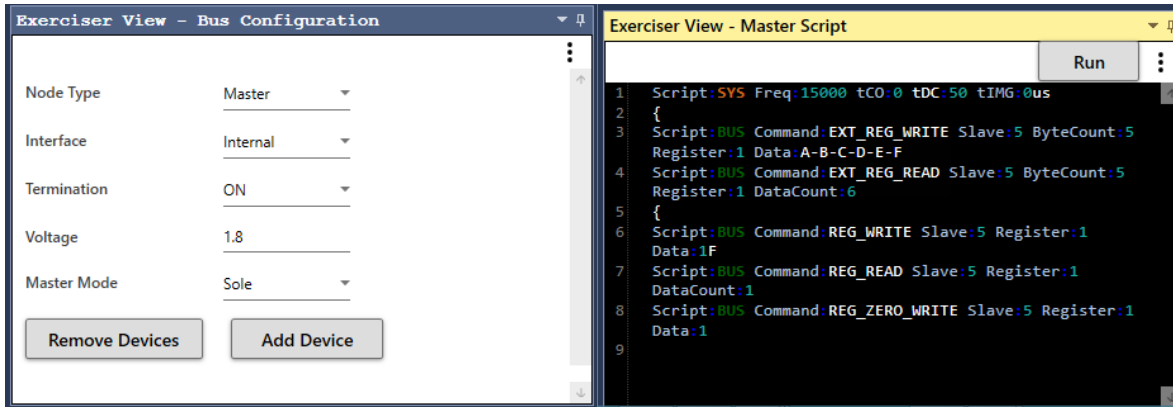 Exerciser View - Bus Configuration
Node Type Master
Interface Internal
Termination ON
Voltage 1.8
Master Mode Sole
Remove Devices Add Device
Exerciser View - Master Script
Run
1 Script:SYS Freq:15000 tCO:0 tDC:50 tIMG:0us
2 {
3 Script:BUS Command:EXT_REG_WRITE Slave:5 ByteCount:5
Register:1 Data:A-B-C-D-E-F
4 Script:BUS Command:EXT_REG_READ Slave:5 ByteCount:5
Register:1 DataCount:6
5 {
6 Script:BUS Command:REG_WRITE Slave:5 Register:1
Data:1F
7 Script:BUS Command:REG_READ Slave:5 Register:1
DataCount:1
8 Script:BUS Command:REG_ZERO_WRITE Slave:5 Register:1
Data:1
9